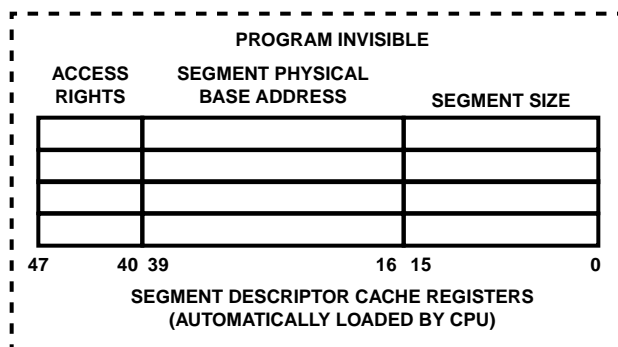 PROGRAM INVISIBLE
ACCESS RIGHTS
SEGMENT PHYSICAL BASE ADDRESS
SEGMENT SIZE
47 40 39 16 15 0
SEGMENT DESCRIPTOR CACHE REGISTERS
(AUTOMATICALLY LOADED BY CPU)